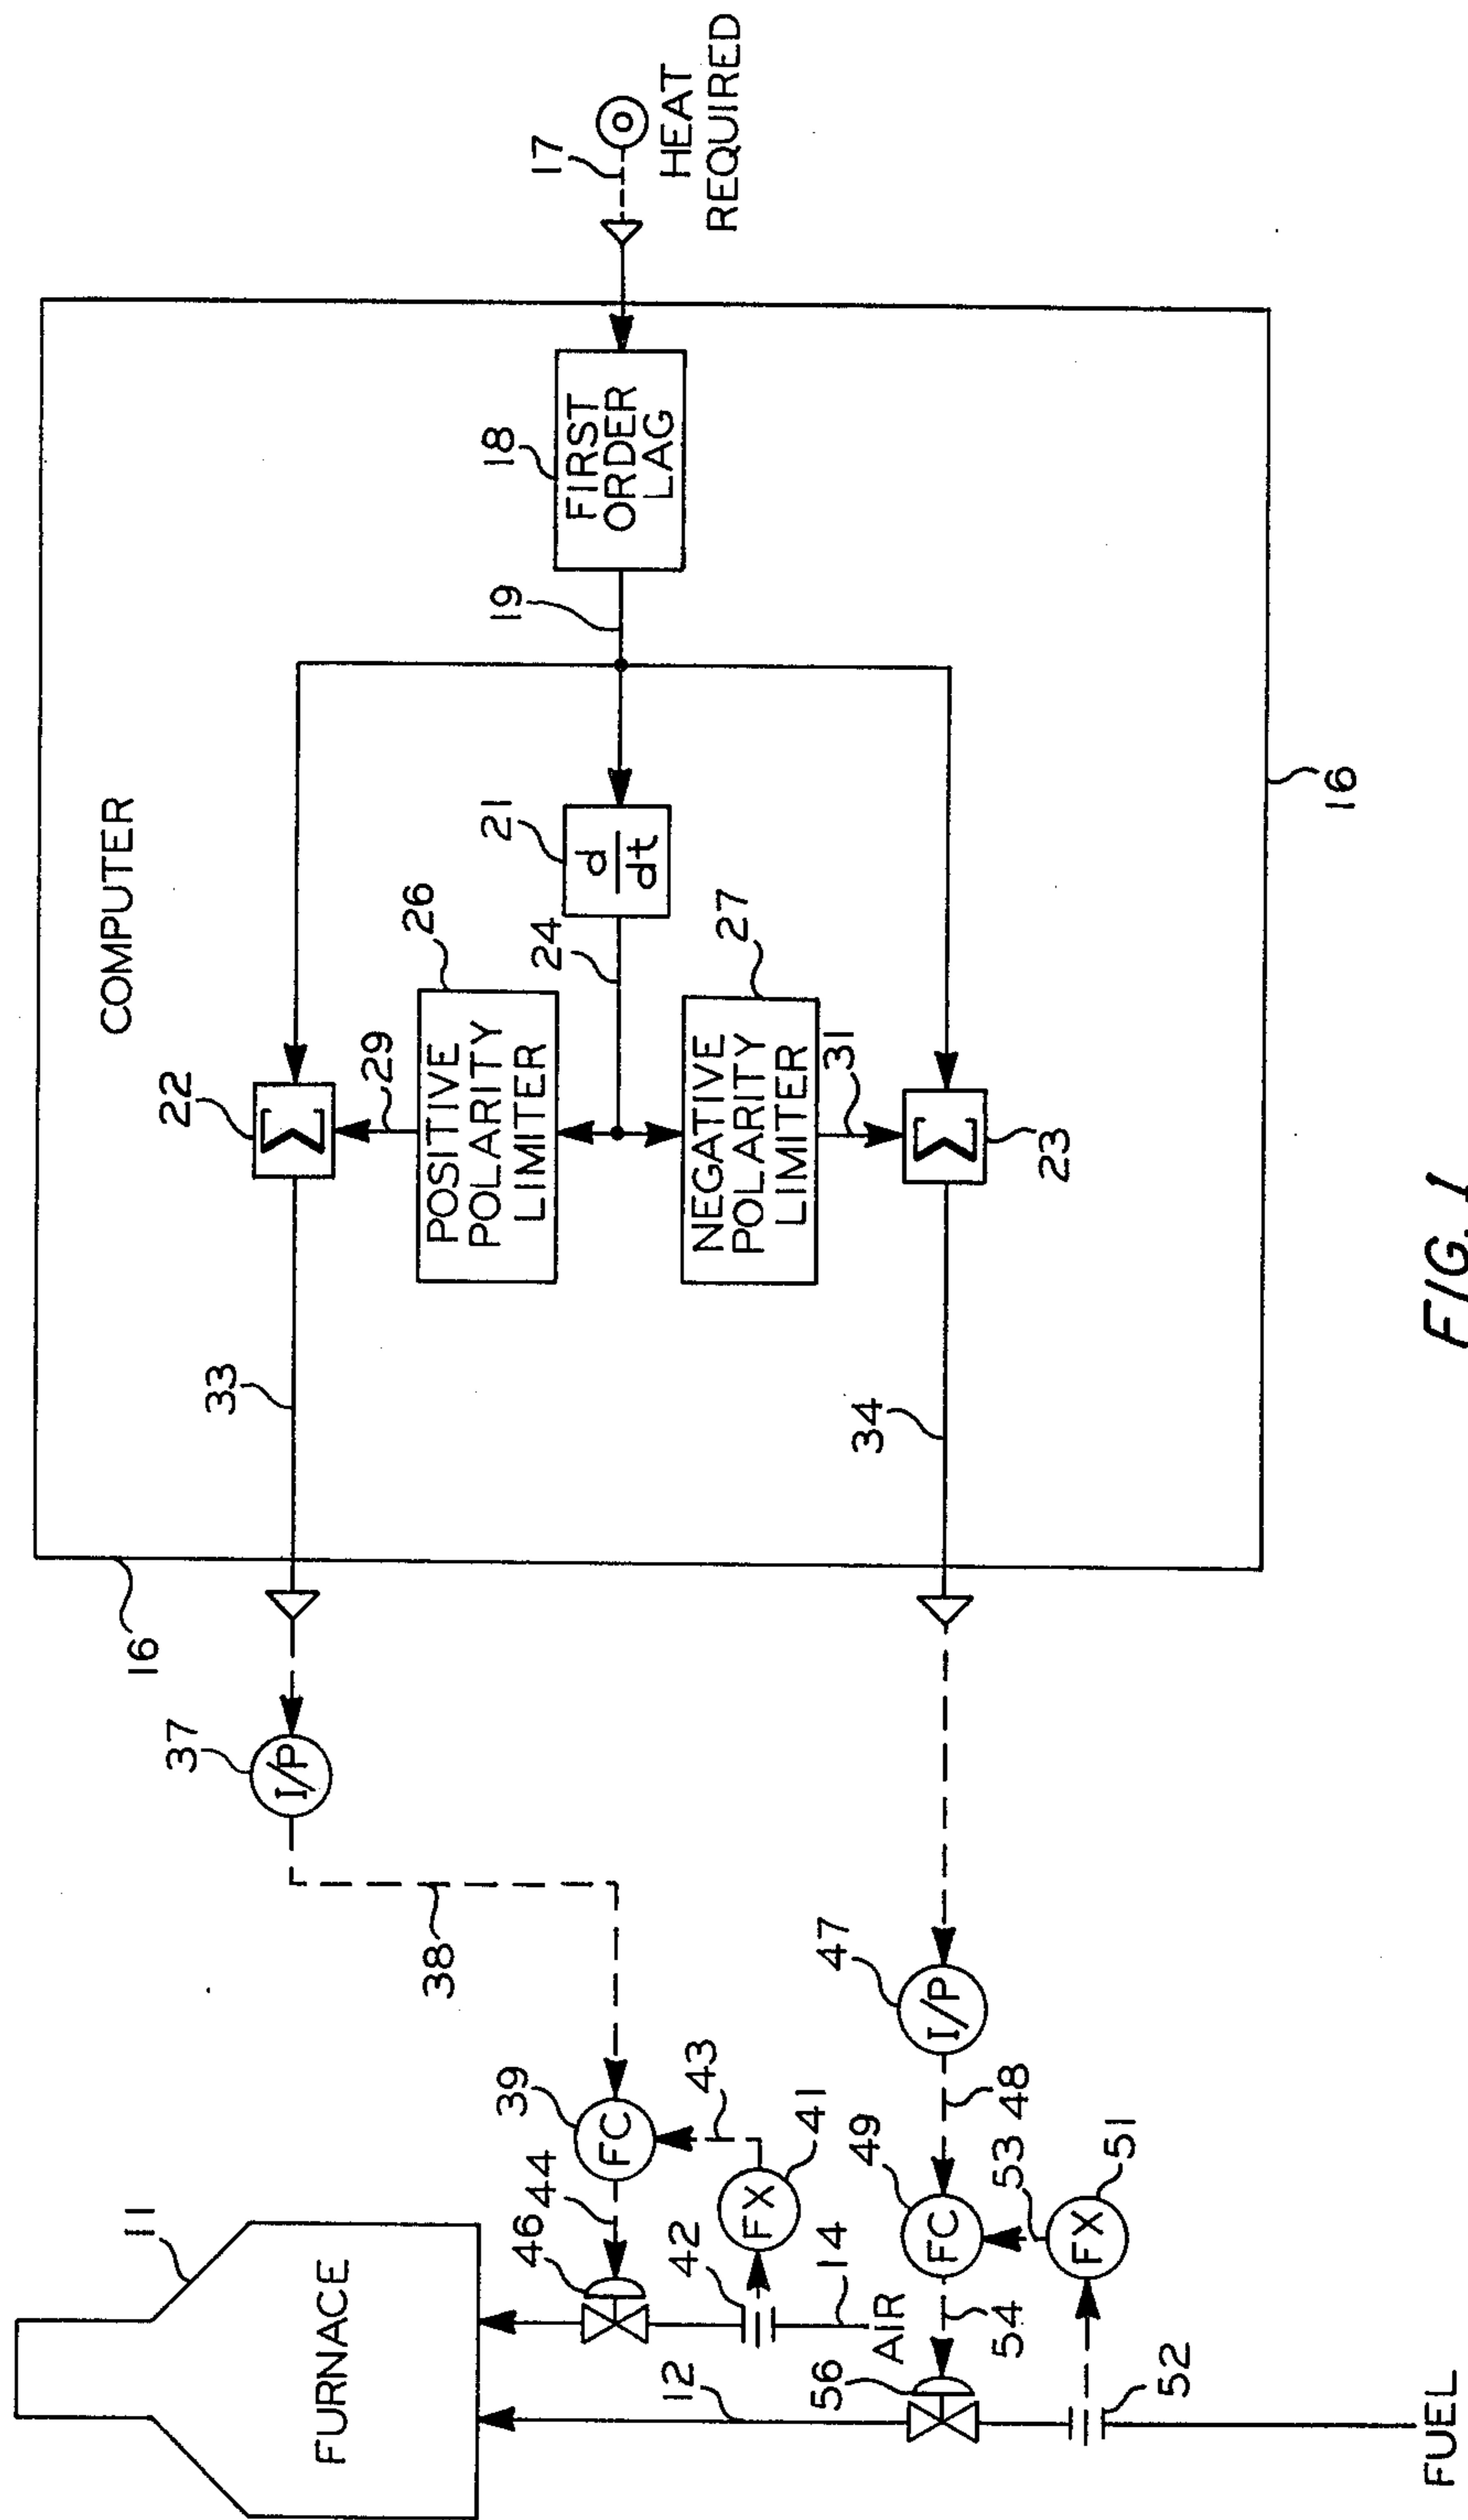 COMPUTER
16
33
22
Σ
29
POSITIVE
POLARITY
LIMITER
26
24
21
d
dt
19
18
FIRST
ORDER
LAG
17
HEAT
REQUIRED
NEGATIVE
POLARITY
LIMITER
27
31
Σ
23
34
16
37
I/P
38
11
FURNACE
39
FC
44
46
43
41
FX
42
14
AIR
12
47
I/P
48
49
FC
53
51
FX
54
56
52
FUEL
FIG. 1